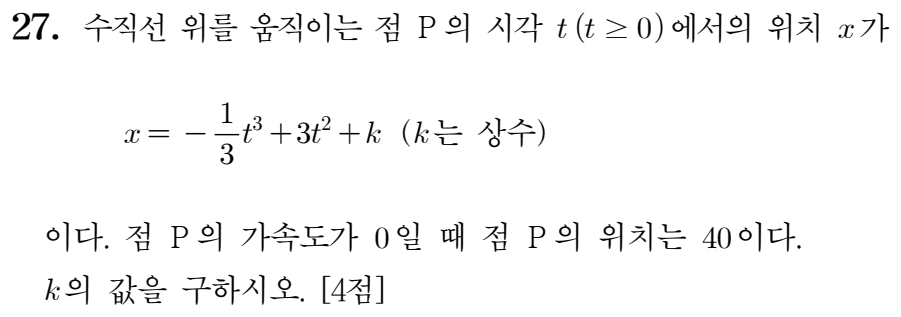 27. 수직선 위를 움직이는 점 P의 시각 t(t ≥ 0)에서의 위치 x가
x = -\frac{1}{3}t³ + 3t² + k (k는 상수)
이다. 점 P의 가속도가 0일 때 점 P의 위치는 40이다.
k의 값을 구하시오. [4점]